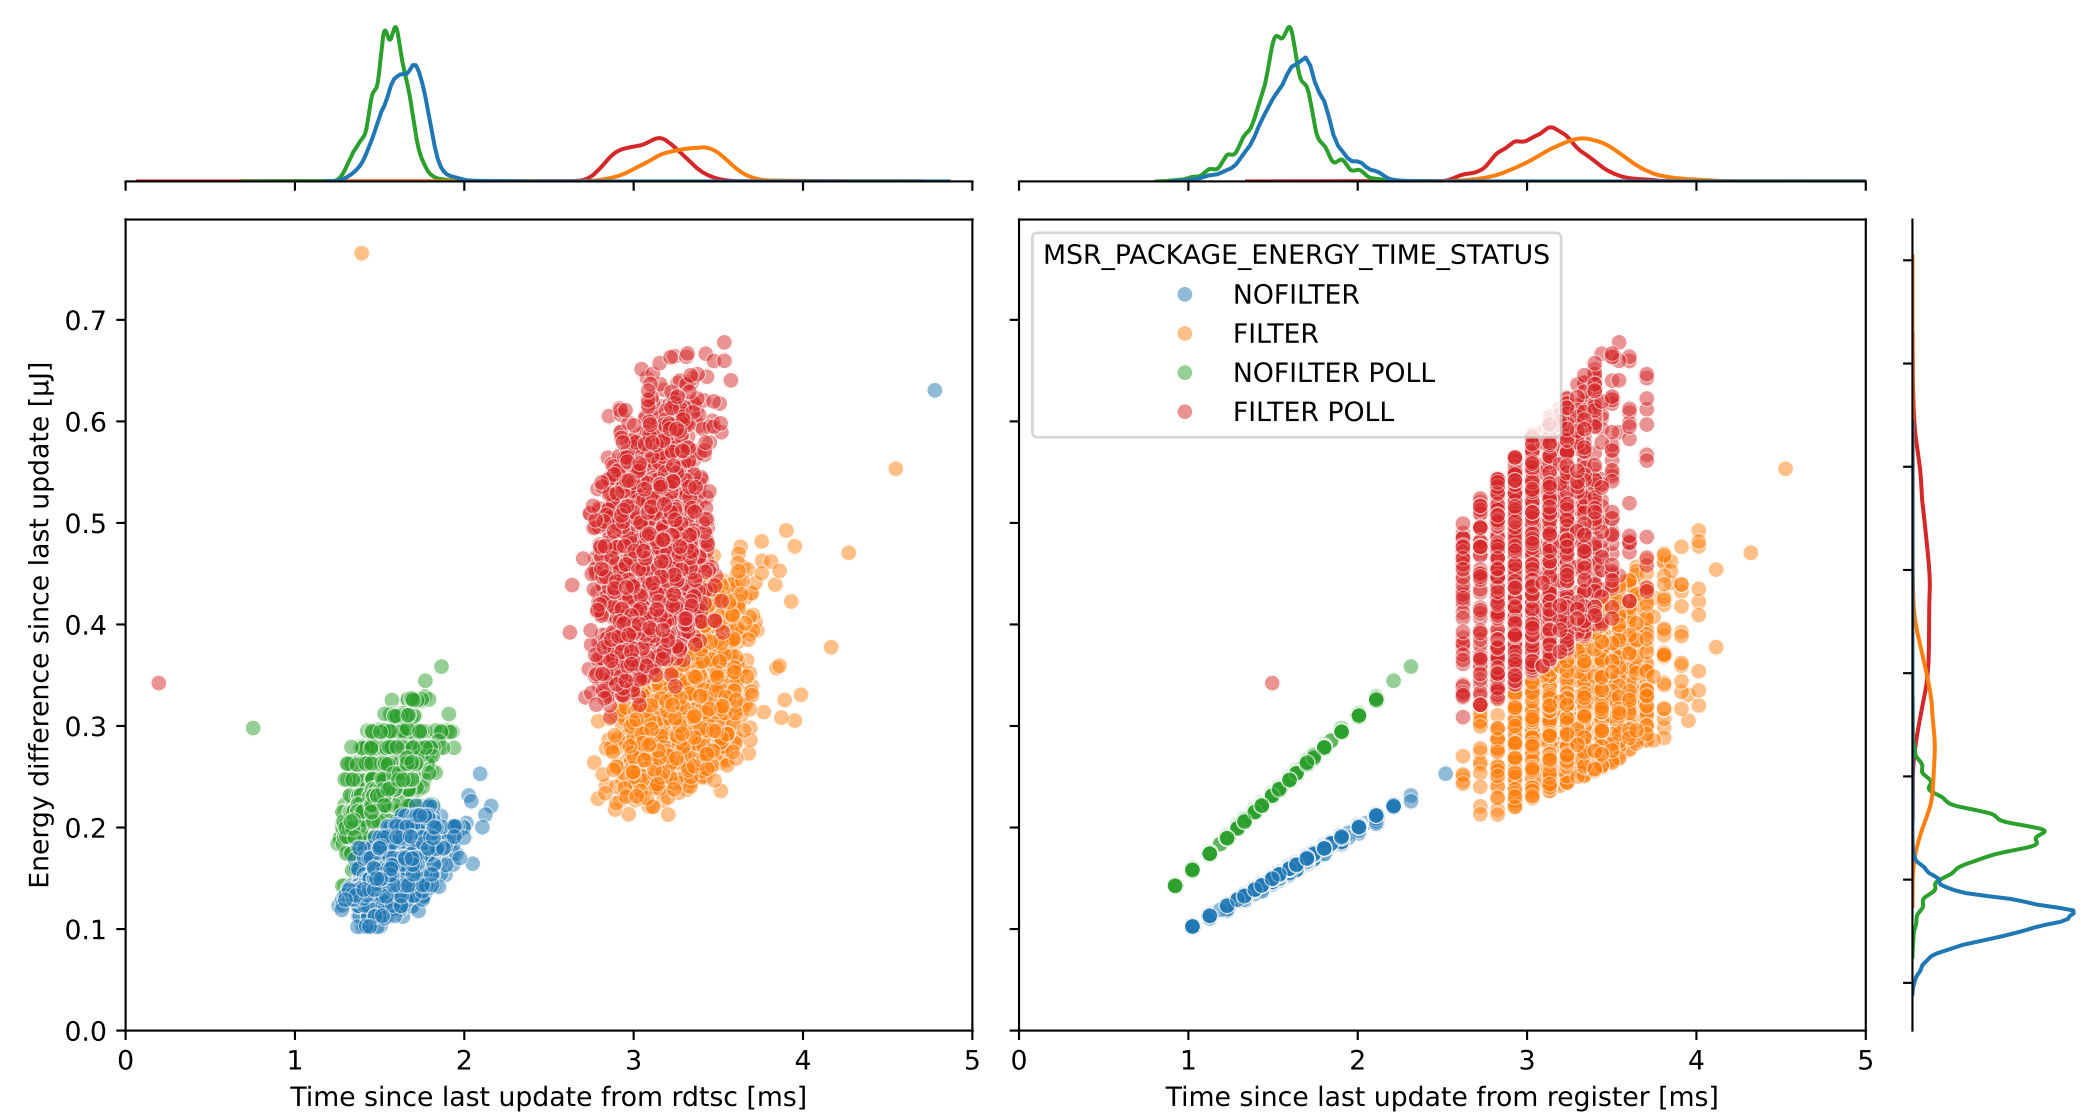 MSR_PACKAGE_ENERGY_TIME_STATUS
NOFILTER
FILTER
NOFILTER POLL
FILTER POLL
Energy difference since last update [µJ]
0.7
0.6
0.5
0.4
0.3
0.2
0.1
0.0
0 1 2 3 4 5
0 1 2 3 4 5
Time since last update from rdtsc [ms]
Time since last update from register [ms]